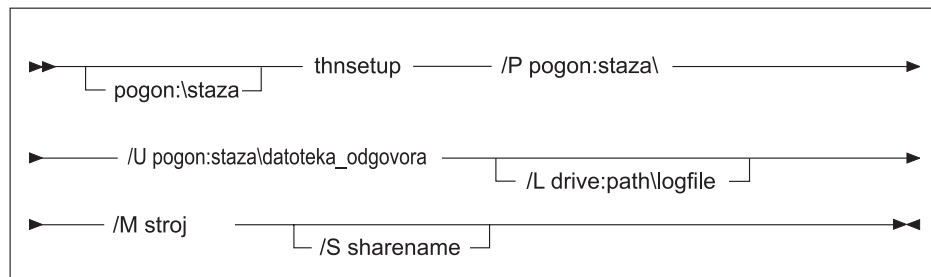 thnsetup /P pogon:staza\
pogon:\staza
/U pogon:staza\datoteka_odgovora
/L drive:path\logfile
/M stroj
/S sharename